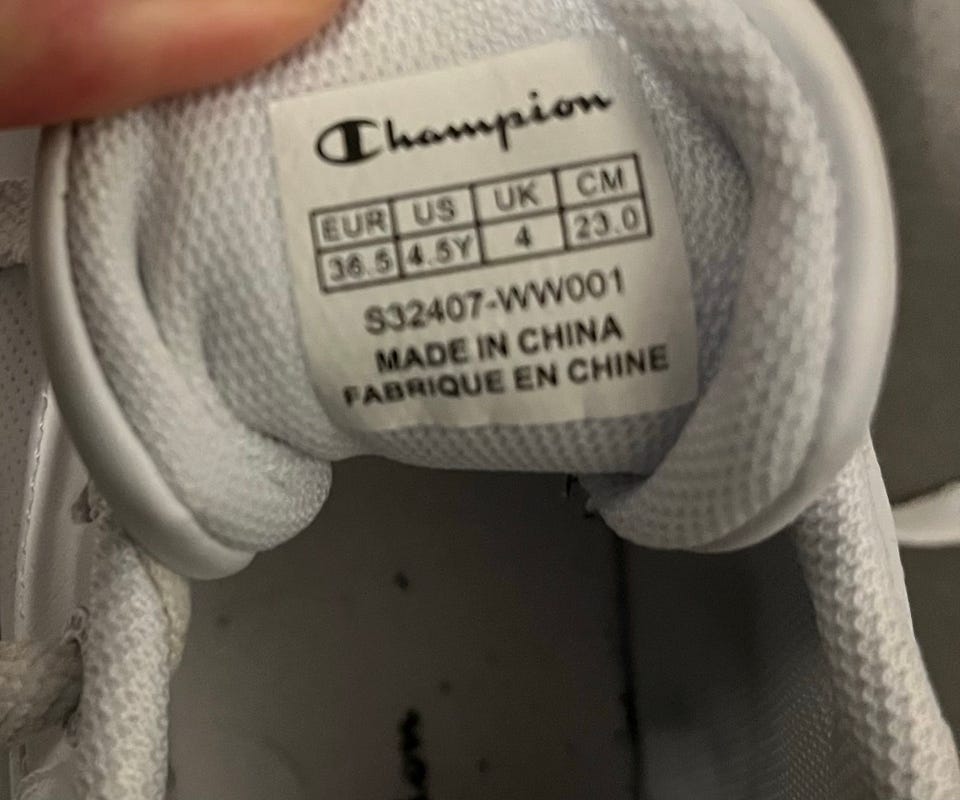 Champion
EUR US UK CM
36.5 4.5Y 4 23.0
S32407-WW001
MADE IN CHINA
FABRIQUE EN CHINE